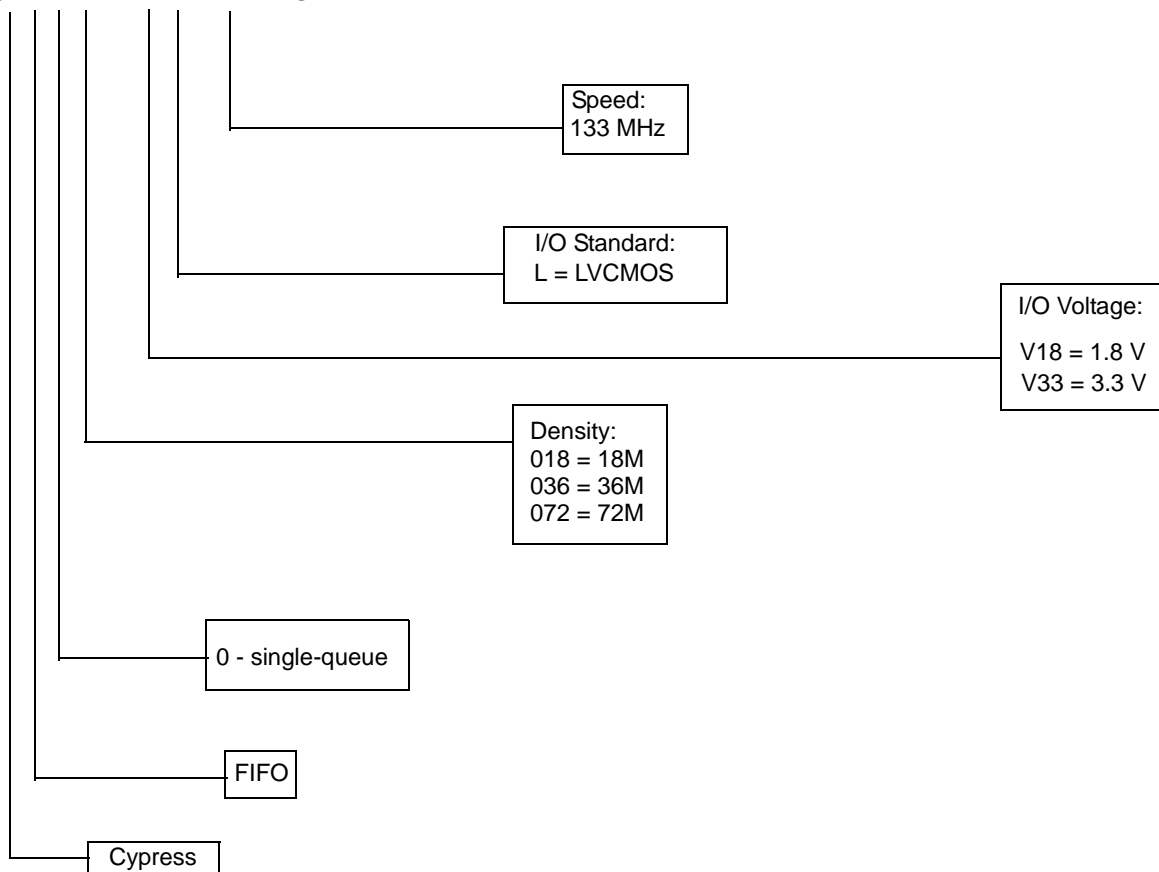 Speed:
133 MHz
I/O Standard:
L = LVCMOS
I/O Voltage:
V18 = 1.8 V
V33 = 3.3 V
Density:
018 = 18M
036 = 36M
072 = 72M
0 - single-queue
FIFO
Cypress